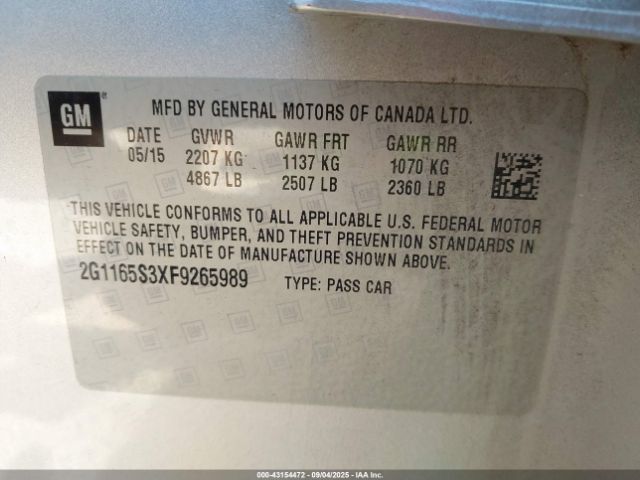 GM
MFD BY GENERAL MOTORS OF CANADA LTD.
DATE GVWR GAWR FRT GAWR RR
05/15 2207 KG 1137 KG 1070 KG
4867 LB 2507 LB 2360 LB
THIS VEHICLE CONFORMS TO ALL APPLICABLE U.S. FEDERAL MOTOR
VEHICLE SAFETY, BUMPER, AND THEFT PREVENTION STANDARDS IN
EFFECT ON THE DATE OF MANUFACTURE SHOWN ABOVE.
2G1165S3XF9265989 TYPE: PASS CAR
000-43154472 - 09/04/2025 - IAA Inc.